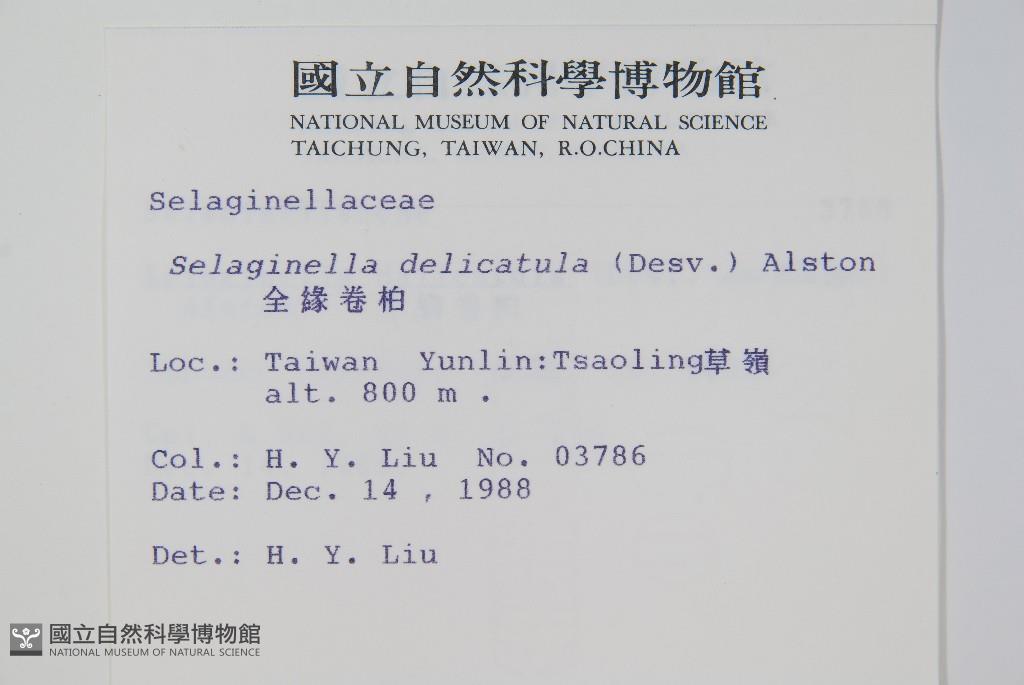 國立自然科學博物館
NATIONAL MUSEUM OF NATURAL SCIENCE
TAICHUNG, TAIWAN, R.O.CHINA
Selaginellaceae
Selaginella delicatula (Desv.) Alston
全緣卷柏
Loc.: Taiwan Yunlin:Tsaoling草嶺
alt. 800 m .
Col.: H. Y. Liu No. 03786
Date: Dec. 14 , 1988
Det.: H. Y. Liu
國立自然科學博物館
NATIONAL MUSEUM OF NATURAL SCIENCE